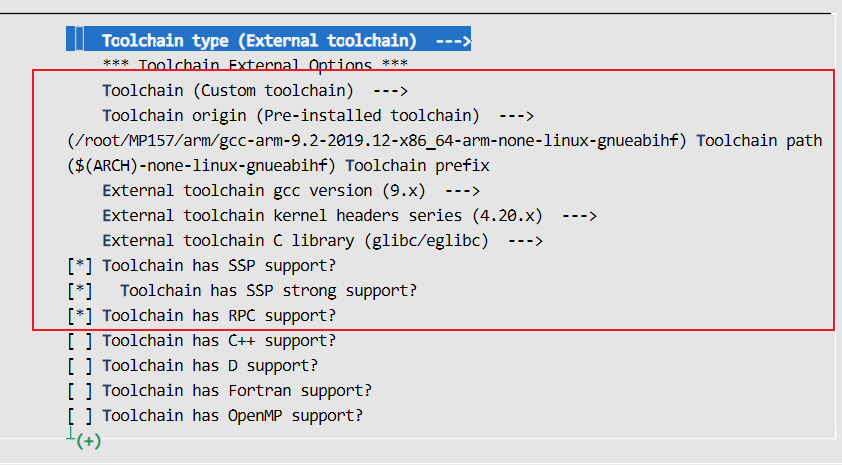 Toolchain type (External toolchain)  --->
*** Toolchain External Options ***
Toolchain (Custom toolchain)  --->
Toolchain origin (Pre-installed toolchain)  --->
(/root/MP157/arm/gcc-arm-9.2-2019.12-x86_64-arm-none-linux-gnueabihf) Toolchain path
($(ARCH)-none-linux-gnueabihf) Toolchain prefix
External toolchain gcc version (9.x)  --->
External toolchain kernel headers series (4.20.x)  --->
External toolchain C library (glibc/eglibc)  --->
[*] Toolchain has SSP support?
[*]   Toolchain has SSP strong support?
[*] Toolchain has RPC support?
[ ] Toolchain has C++ support?
[ ] Toolchain has D support?
[ ] Toolchain has Fortran support?
[ ] Toolchain has OpenMP support?
┴(+)